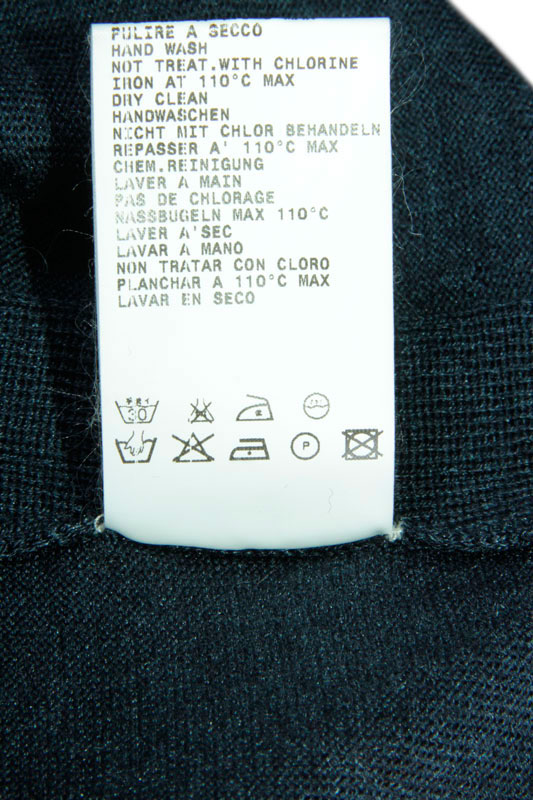 PULIRE A SECCO
HAND WASH
NOT TREAT.WITH CHLORINE
IRON AT 110°C MAX
DRY CLEAN
HANDWASCHEN
NICHT MIT CHLOR BEHANDELN
REPASSER A' 110°C MAX
CHEM.REINIGUNG
LAVER A MAIN
PAS DE CHLORAGE
NASSBUGELN MAX 110°C
LAVER A'SEC
LAVAR A MANO
NON TRATAR CON CLORO
PLANCHAR A 110°C MAX
LAVAR EN SECO
30
P